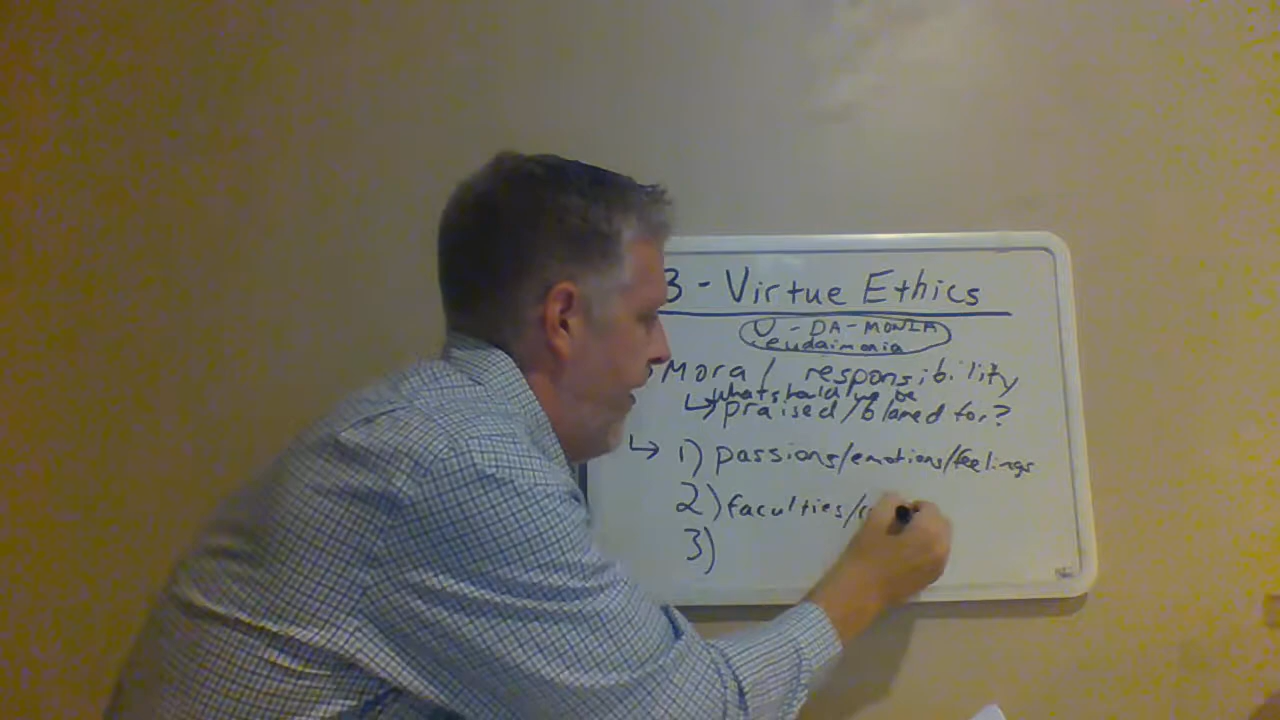 3 - Virtue Ethics
U - DA - MONIA
eudaimonia
Moral responsibility
what should we be
praised/blamed for?
1) passions/emotions/feelings
2) faculties/
3)